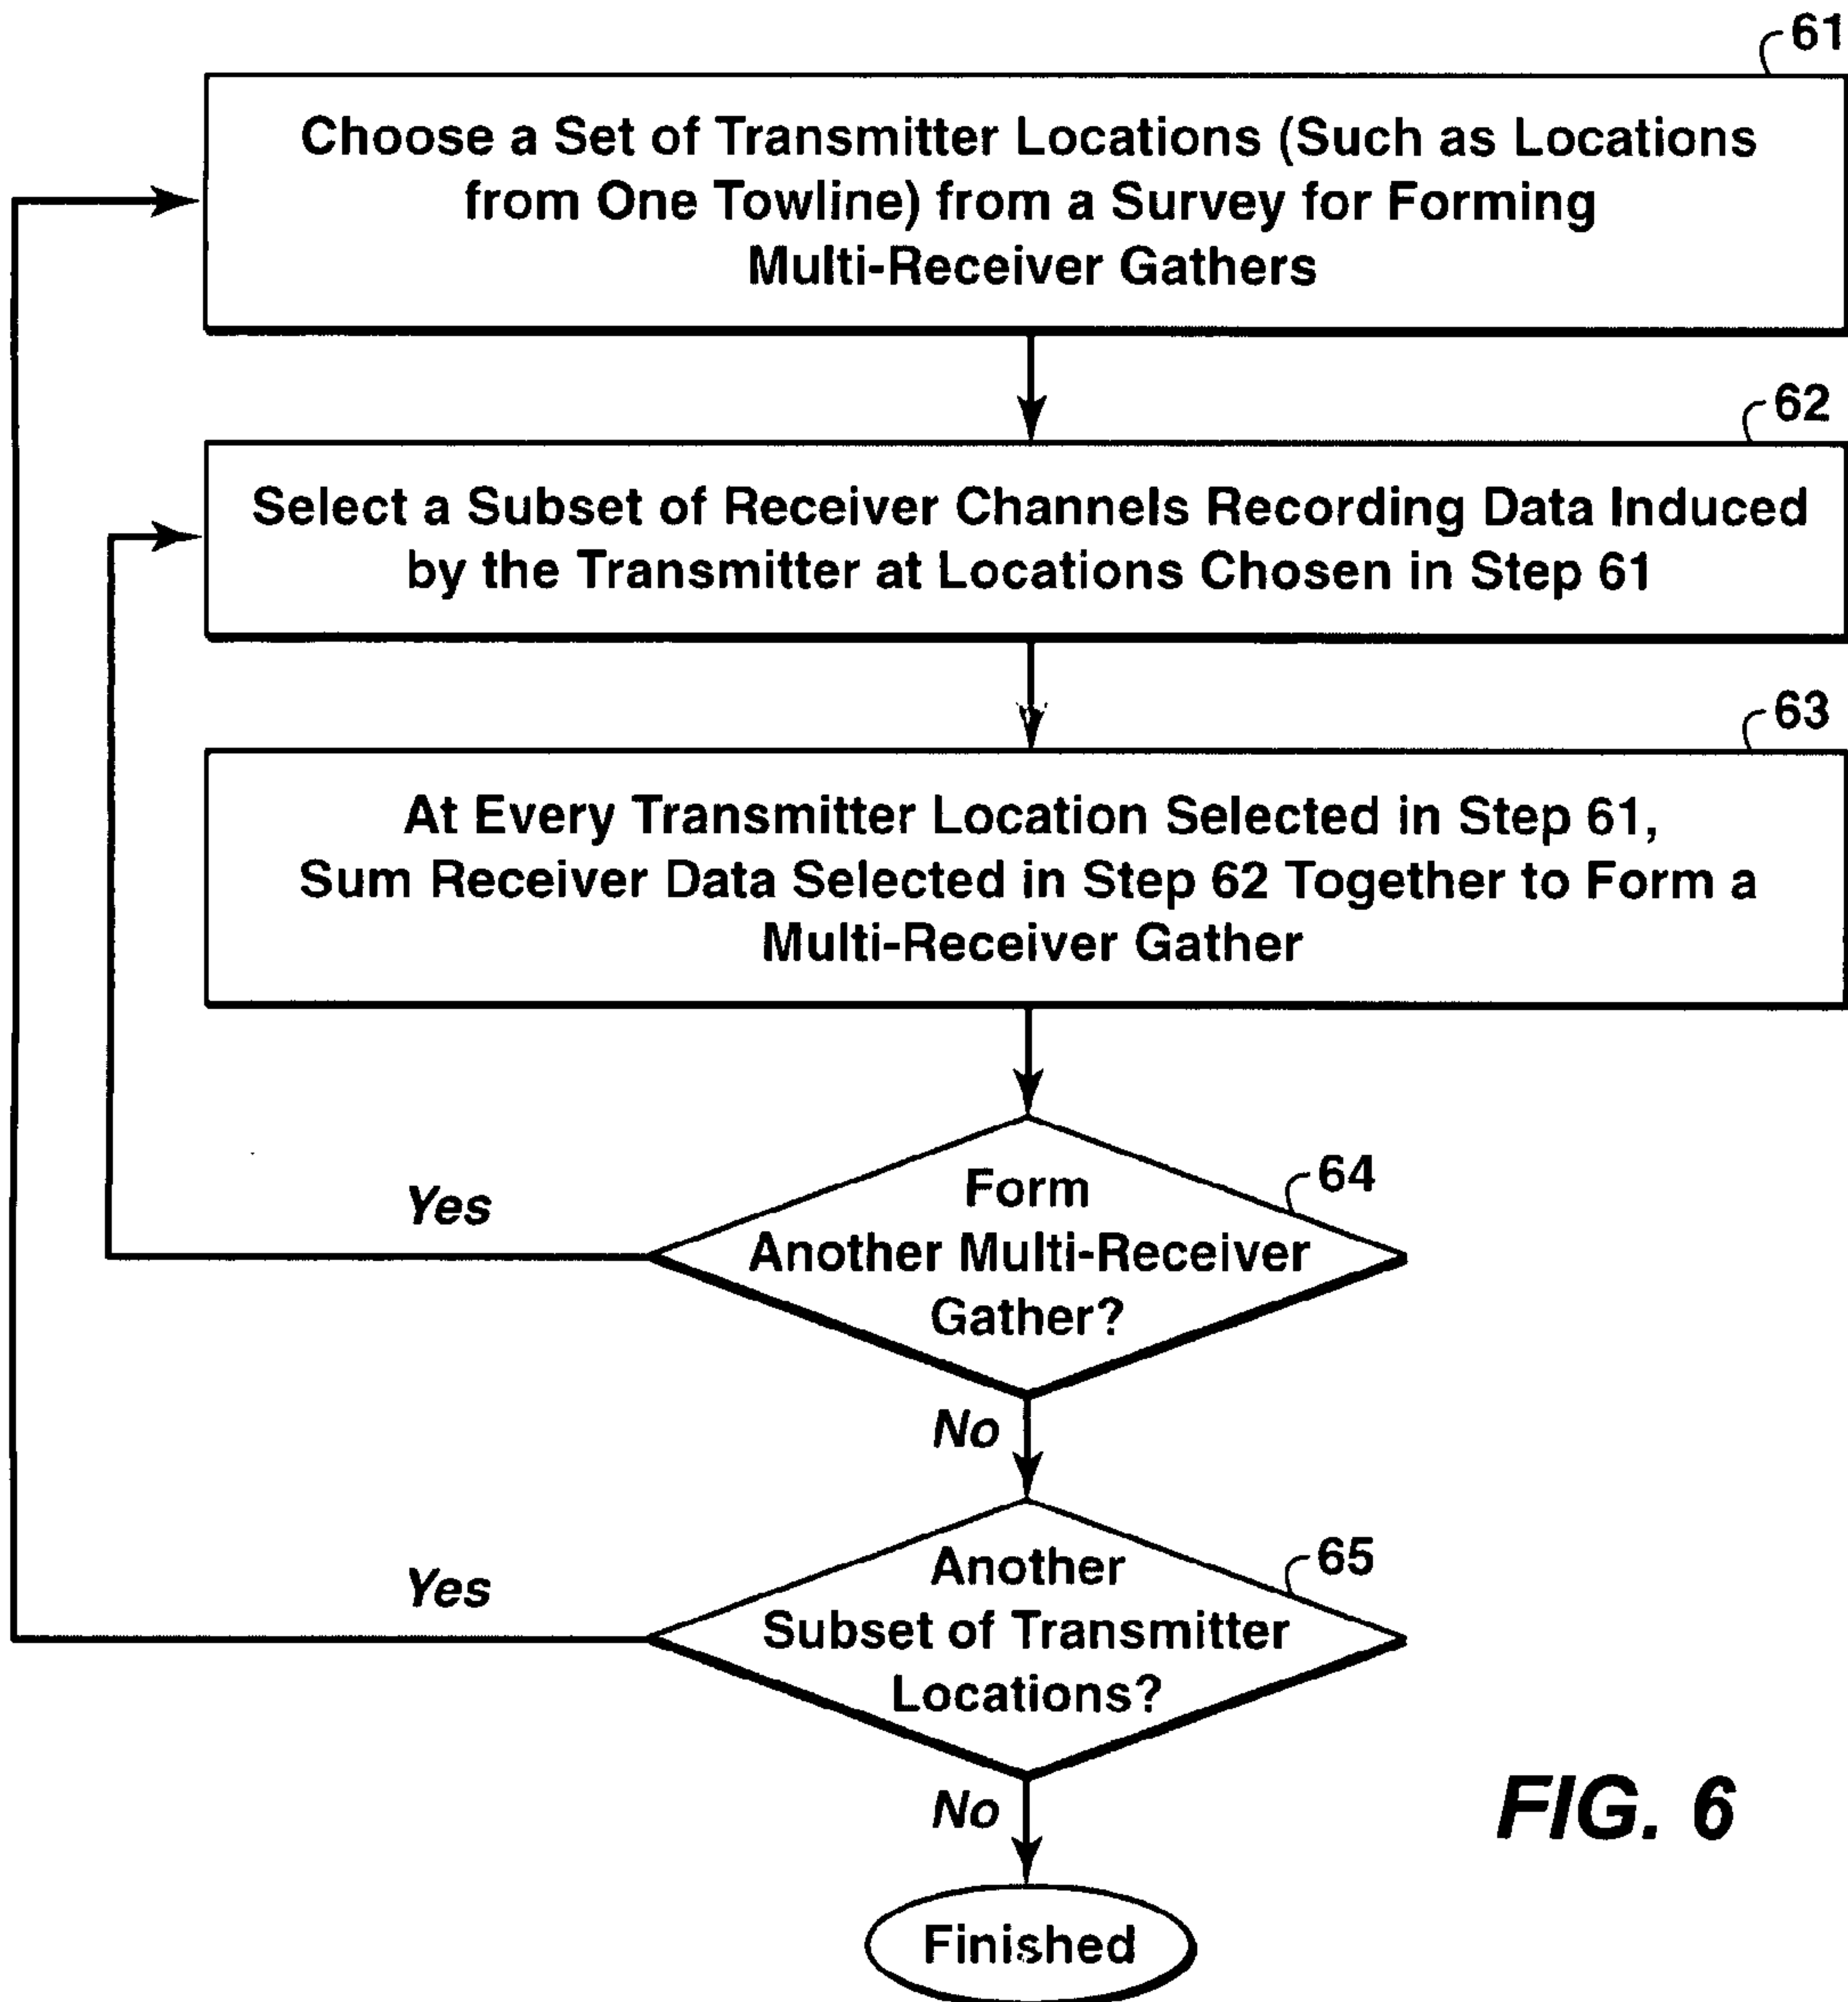 61
Choose a Set of Transmitter Locations (Such as Locations
from One Towline) from a Survey for Forming
Multi-Receiver Gathers
62
Select a Subset of Receiver Channels Recording Data Induced
by the Transmitter at Locations Chosen in Step 61
63
At Every Transmitter Location Selected in Step 61,
Sum Receiver Data Selected in Step 62 Together to Form a
Multi-Receiver Gather
64
Form
Another Multi-Receiver
Gather?
Yes
No
65
Another
Subset of Transmitter
Locations?
Yes
No
Finished
FIG. 6